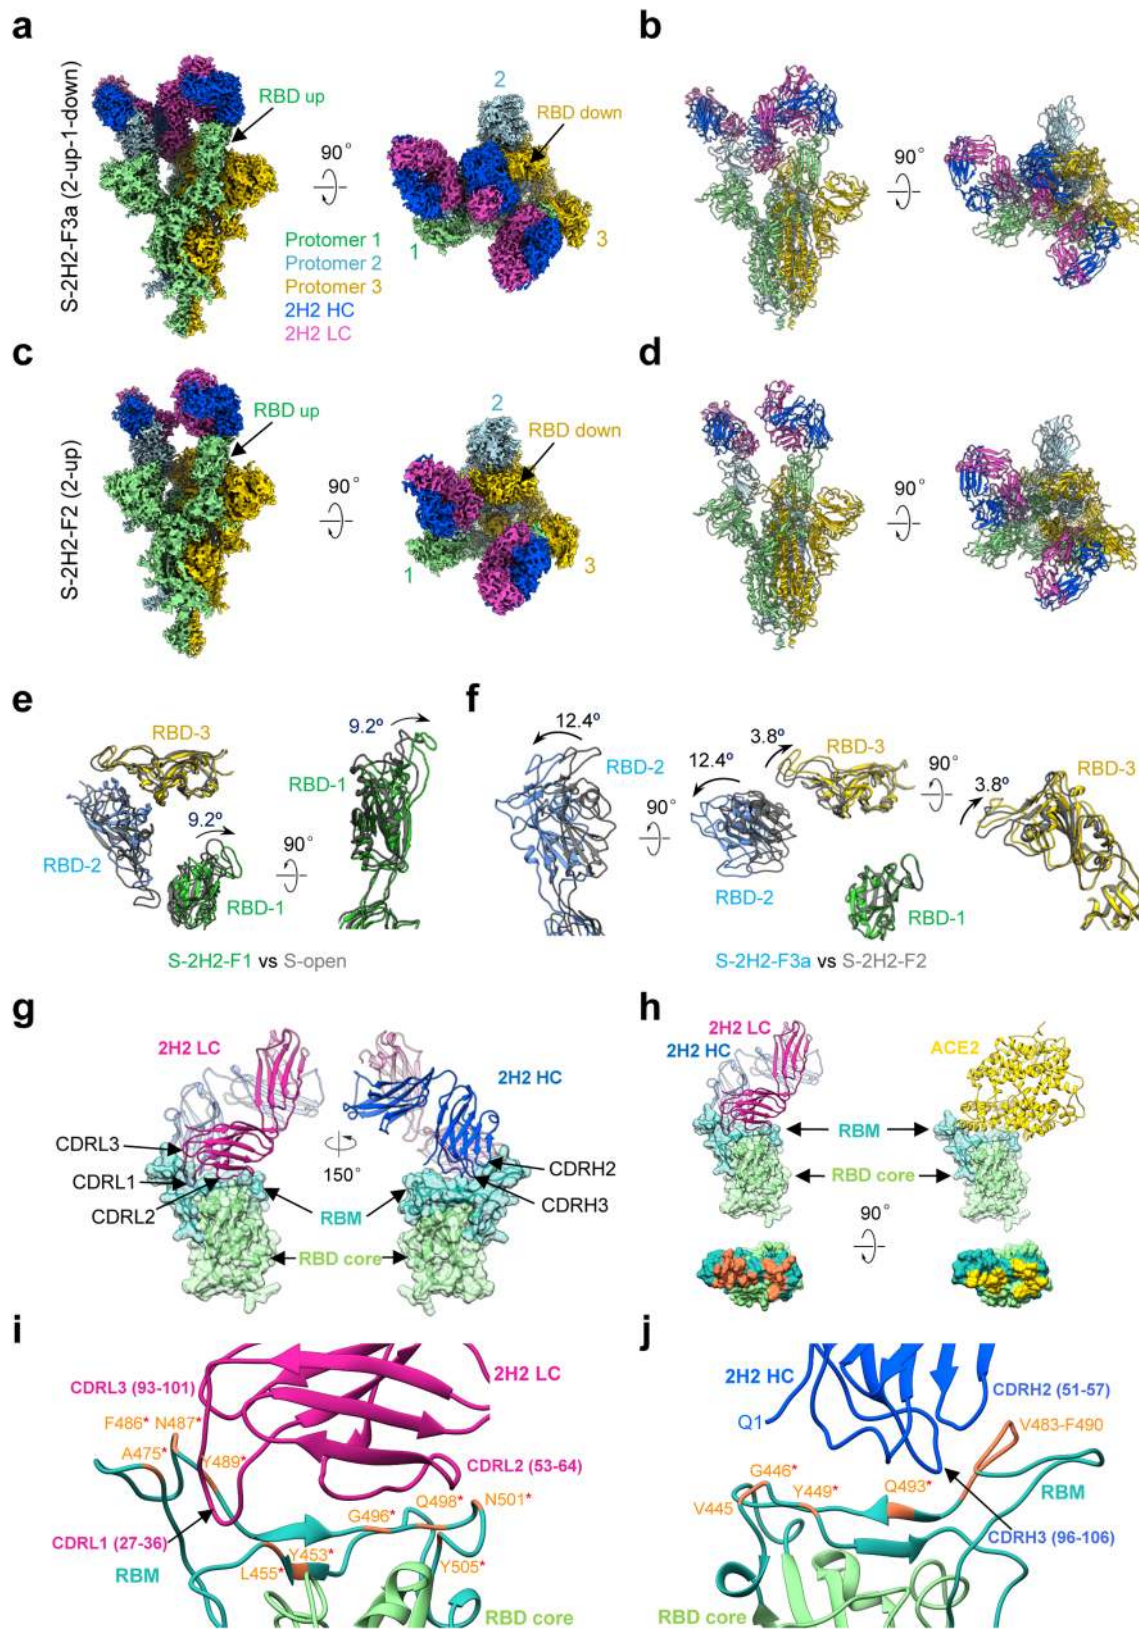 a
b
S-2H2-F3a (2-up-1-down)
RBD up
90°
2
RBD down
1
3
90°
Protomer 1
Protomer 2
Protomer 3
2H2 HC
2H2 LC
c
d
S-2H2-F2 (2-up)
RBD up
90°
2
RBD down
1
3
90°
e
f
RBD-3
9.2º
RBD-2
RBD-1
90°
9.2º
RBD-1
S-2H2-F1 vs S-open
12.4º
RBD-2
90°
12.4º
RBD-2
3.8º
RBD-3
RBD-1
90°
3.8º
RBD-3
S-2H2-F3a vs S-2H2-F2
g
h
2H2 LC
CDRL3
CDRL1
CDRL2
150°
2H2 HC
CDRH2
CDRH3
RBM
RBD core
2H2 LC
2H2 HC
ACE2
RBM
RBD core
90°
i
j
2H2 LC
CDRL3 (93-101)
F486* N487*
A475*
Y489*
CDRL2 (53-64)
Q498* N501*
G496*
CDRL1 (27-36)
Y453*
L455*
Y505*
RBM
RBD core
2H2 HC
CDRH2 (51-57)
Q1
V483-F490
G446*
Y449*
Q493*
V445
RBM
CDRH3 (96-106)
RBD core